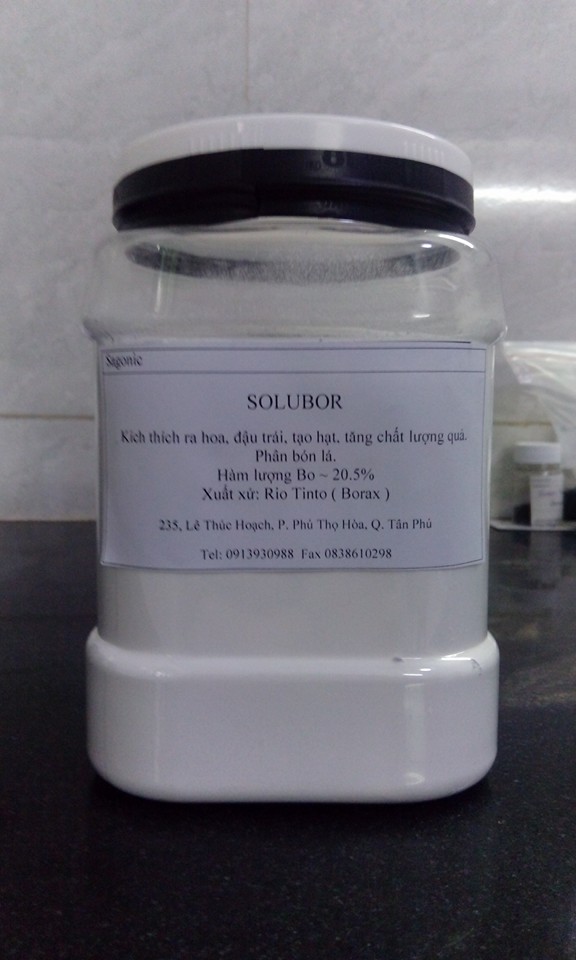 Sagonic
SOLUBOR
Kích thích ra hoa, đậu trái, tạo hạt, tăng chất lượng quả.
Phân bón lá.
Hàm lượng Bo ~ 20.5%
Xuất xứ: Rio Tinto ( Borax )
235, Lê Thúc Hoạch, P. Phú Thọ Hòa, Q. Tân Phú
Tel: 0913930988 Fax 0838610298